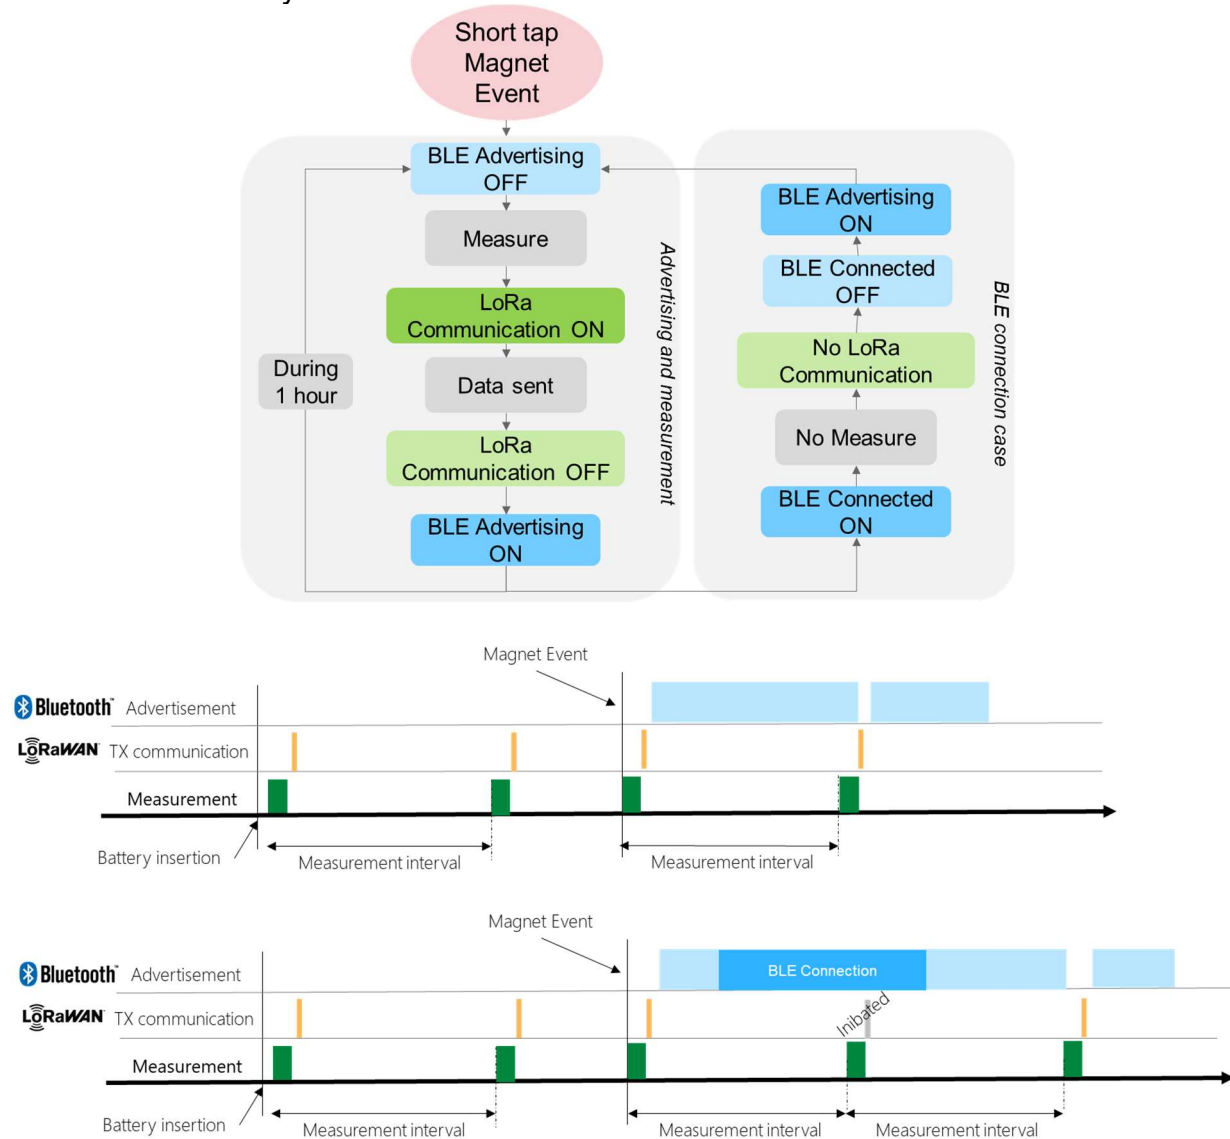 Short tap
Magnet
Event
BLE Advertising
OFF
Measure
LoRa
Communication ON
During
1 hour
Data sent
LoRa
Communication OFF
BLE Advertising
ON
Advertising and measurement
BLE Advertising
ON
BLE Connected
OFF
No LoRa
Communication
No Measure
BLE Connected
ON
BLE connection case
Magnet Event
Bluetooth™ Advertisement
LoRaWAN TX communication
Measurement
Battery insertion
Measurement interval
Measurement interval
Magnet Event
Bluetooth™ Advertisement
BLE Connection
LoRaWAN TX communication
Inibated
Measurement
Battery insertion
Measurement interval
Measurement interval
Measurement interval